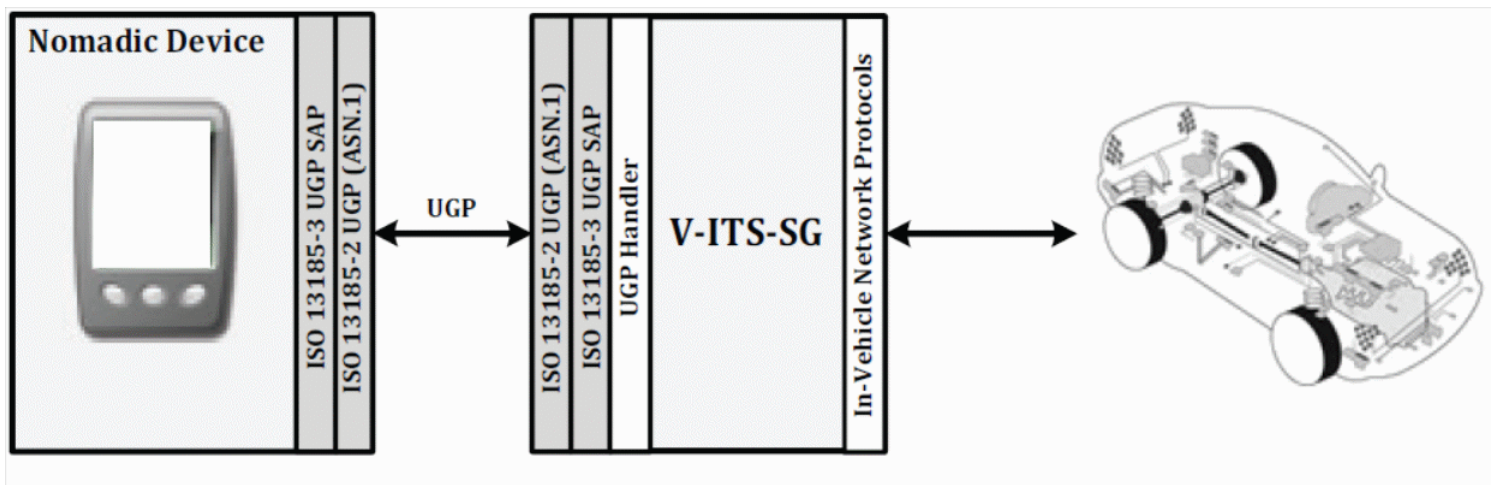 Nomadic Device
ISO 13185-3 UGP SAP
ISO 13185-2 UGP (ASN.1)
UGP
ISO 13185-2 UGP (ASN.1)
ISO 13185-3 UGP SAP
UGP Handler
V-ITS-SG
In-Vehicle Network Protocols